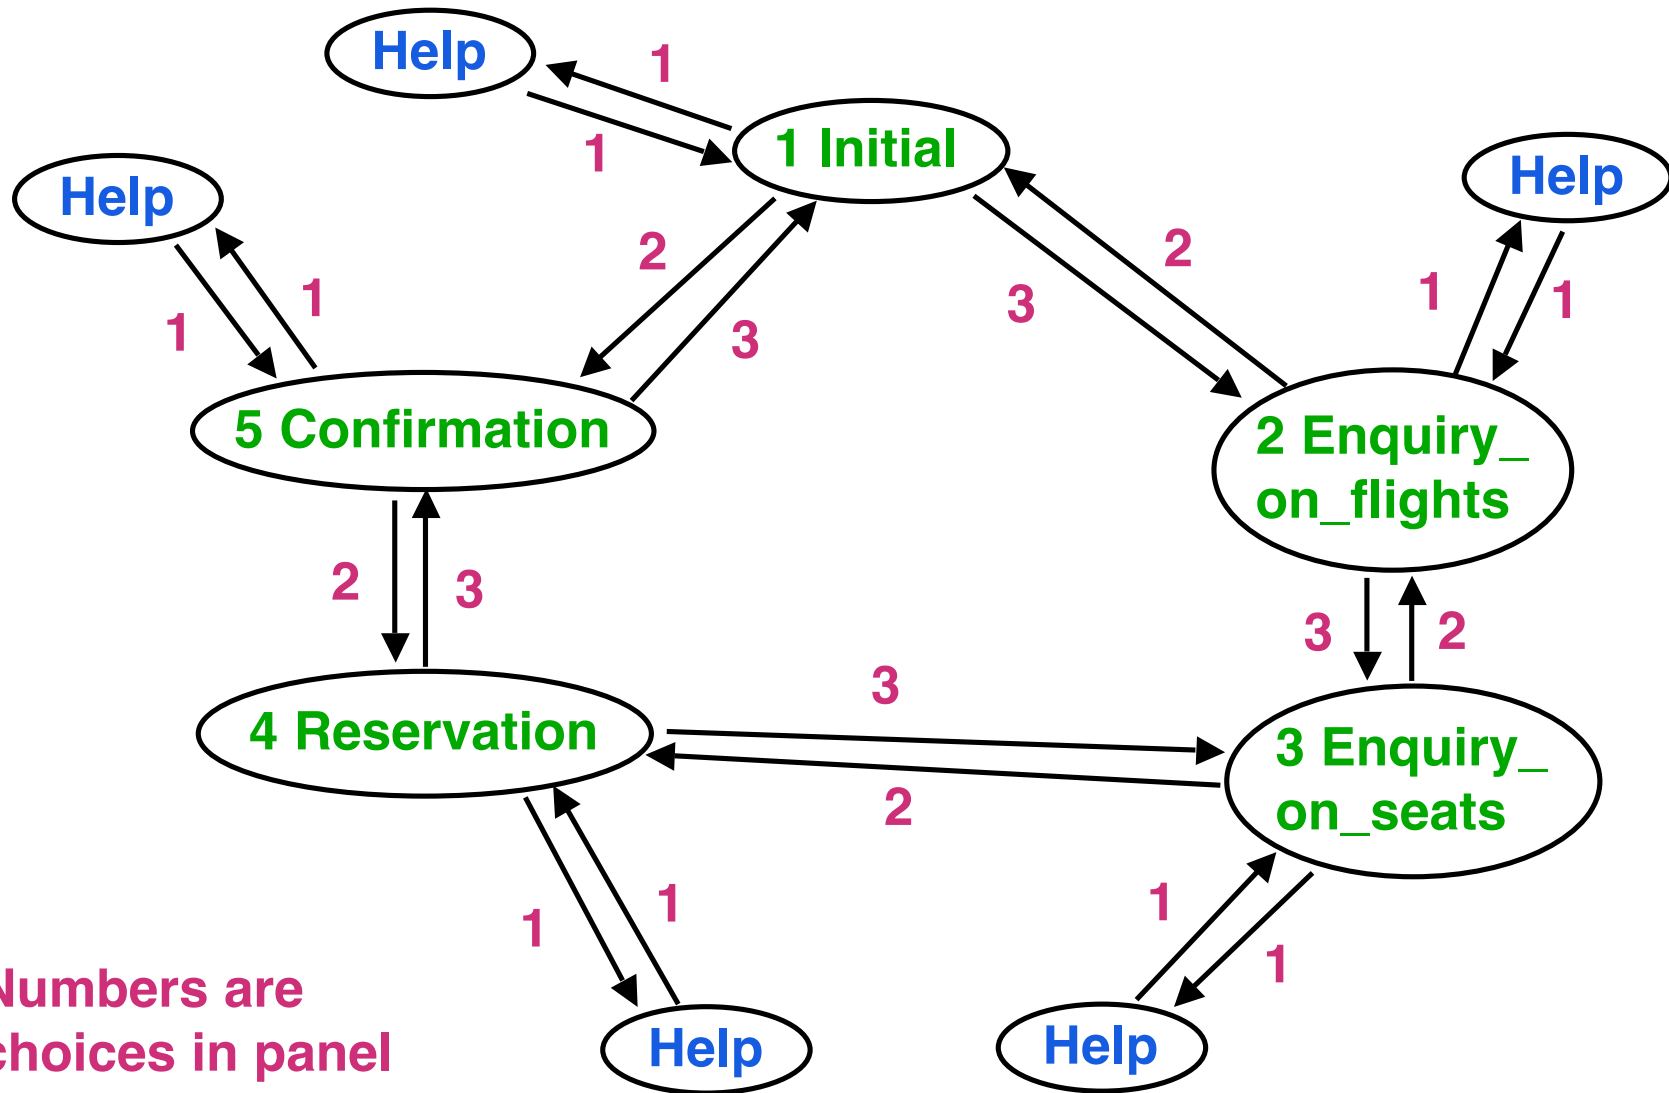 Help
1
1
1 Initial
Help
Help
2
3
2
3
1
1
1
1
5 Confirmation
2 Enquiry_
on_flights
2
3
3
2
4 Reservation
3
2
3 Enquiry_
on_seats
1
1
1
1
Numbers are
choices in panel
Help
Help